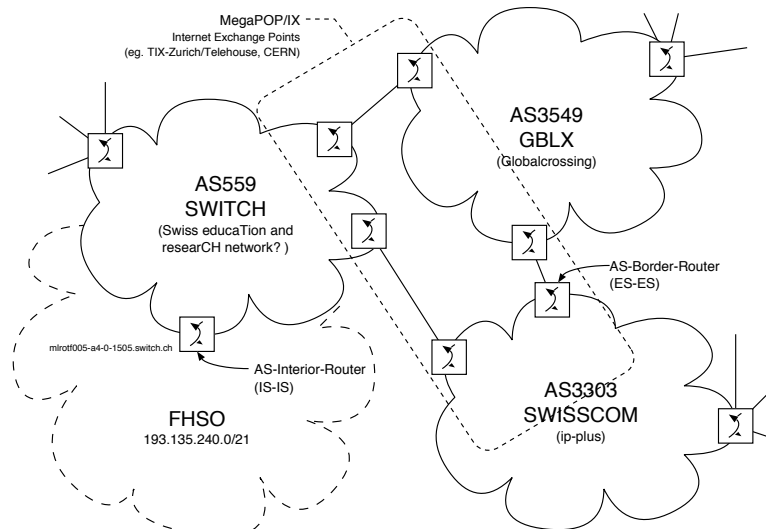 MegaPOP/IX
Internet Exchange Points
(eg. TIX-Zurich/Telehouse, CERN)
AS3549
GBLX
(Globalcrossing)
AS559
SWITCH
(Swiss educaTion and
researCH network? )
AS-Border-Router
(ES-ES)
mlrotf005-a4-0-1505.switch.ch
AS-Interior-Router
(IS-IS)
FHSO
193.135.240.0/21
AS3303
SWISSCOM
(ip-plus)